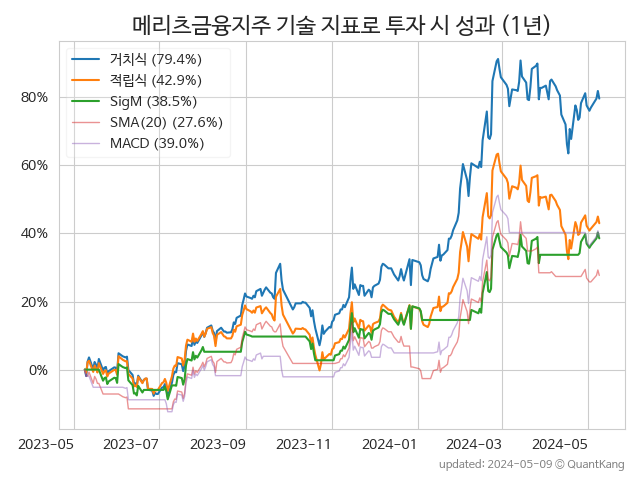 메리츠금융지주 기술 지표로 투자 시 성과 (1년)
거치식 (79.4%)
적립식 (42.9%)
SigM (38.5%)
SMA(20) (27.6%)
MACD (39.0%)
80%
60%
40%
20%
0%
2023-05 2023-07 2023-09 2023-11 2024-01 2024-03 2024-05
updated: 2024-05-09 © QuantKang